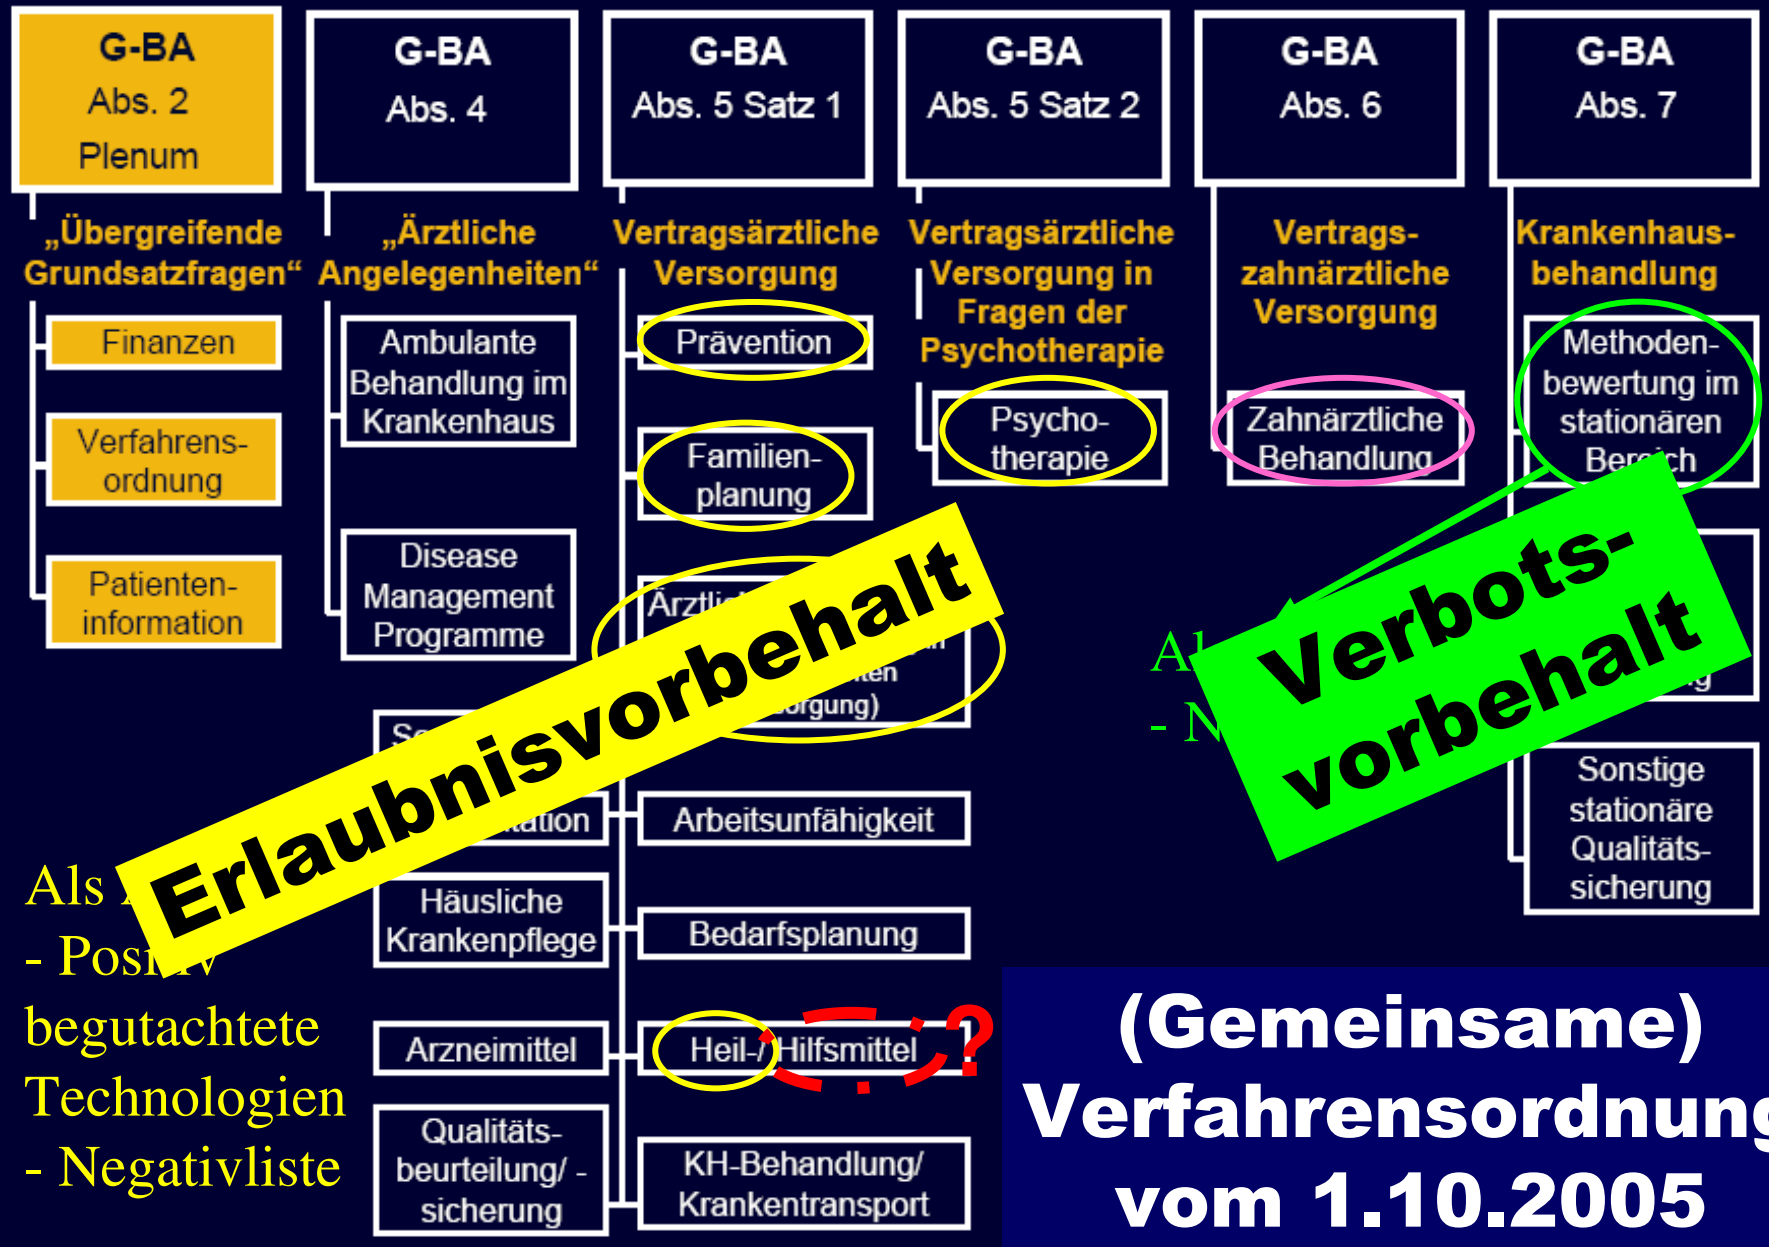 G-BA
Abs. 2
Plenum
„Übergreifende
Grundsatzfragen“
Finanzen
Verfahrens-
ordnung
Patienten-
information
G-BA
Abs. 4
„Ärztliche
Angelegenheiten“
Ambulante
Behandlung im
Krankenhaus
Disease
Management
Programme
G-BA
Abs. 5 Satz 1
Vertragsärztliche
Versorgung
Prävention
Familien-
planung
Arbeitsunfähigkeit
Häusliche
Krankenpflege
Bedarfsplanung
Arzneimittel
Heil-/ Hilfsmittel
?
Qualitäts-
beurteilung/ -
sicherung
KH-Behandlung/
Krankentransport
G-BA
Abs. 5 Satz 2
Vertragsärztliche
Versorgung in
Fragen der
Psychotherapie
Psycho-
therapie
G-BA
Abs. 6
Vertrags-
zahnärztliche
Versorgung
Zahnärztliche
Behandlung
G-BA
Abs. 7
Krankenhaus-
behandlung
Methoden-
bewertung im
stationären
Bereich
Sonstige
stationäre
Qualitäts-
sicherung
Erlaubnisvorbehalt
Verbots-
vorbehalt
Als
- Positiv
begutachtete
Technologien
- Negativliste
(Gemeinsame)
Verfahrensordnung
vom 1.10.2005